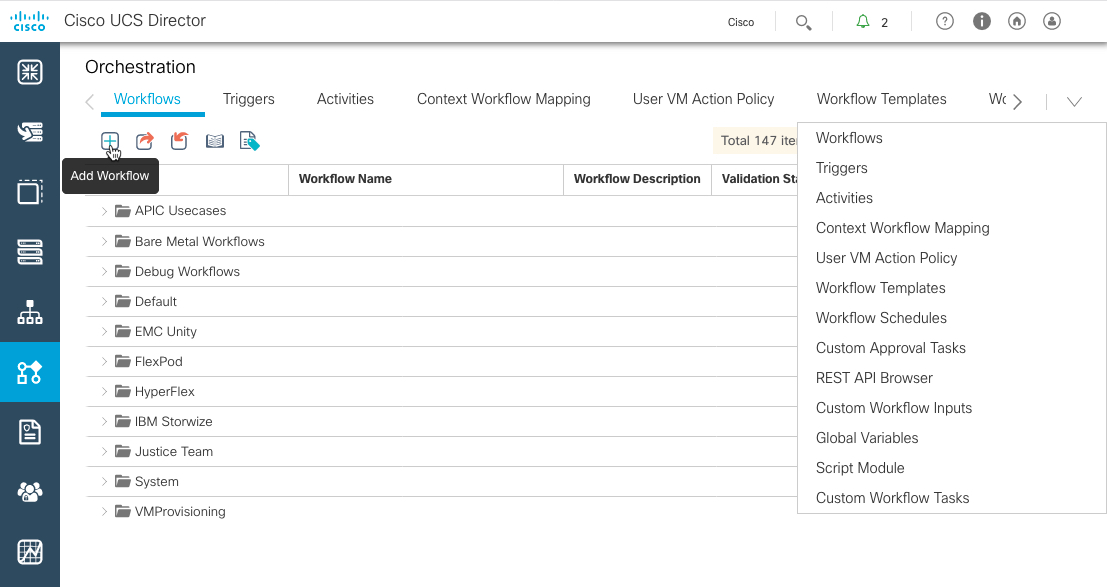 cisco
Cisco UCS Director
Cisco
2
Orchestration
Workflows Triggers Activities Context Workflow Mapping User VM Action Policy Workflow Templates
Total 147
Add Workflow
Workflow Name Workflow Description Validation
APIC Usecases
Bare Metal Workflows
Debug Workflows
Default
EMC Unity
FlexPod
HyperFlex
IBM Storwize
Justice Team
System
VMProvisioning
Workflows
Triggers
Activities
Context Workflow Mapping
User VM Action Policy
Workflow Templates
Workflow Schedules
Custom Approval Tasks
REST API Browser
Custom Workflow Inputs
Global Variables
Script Module
Custom Workflow Tasks